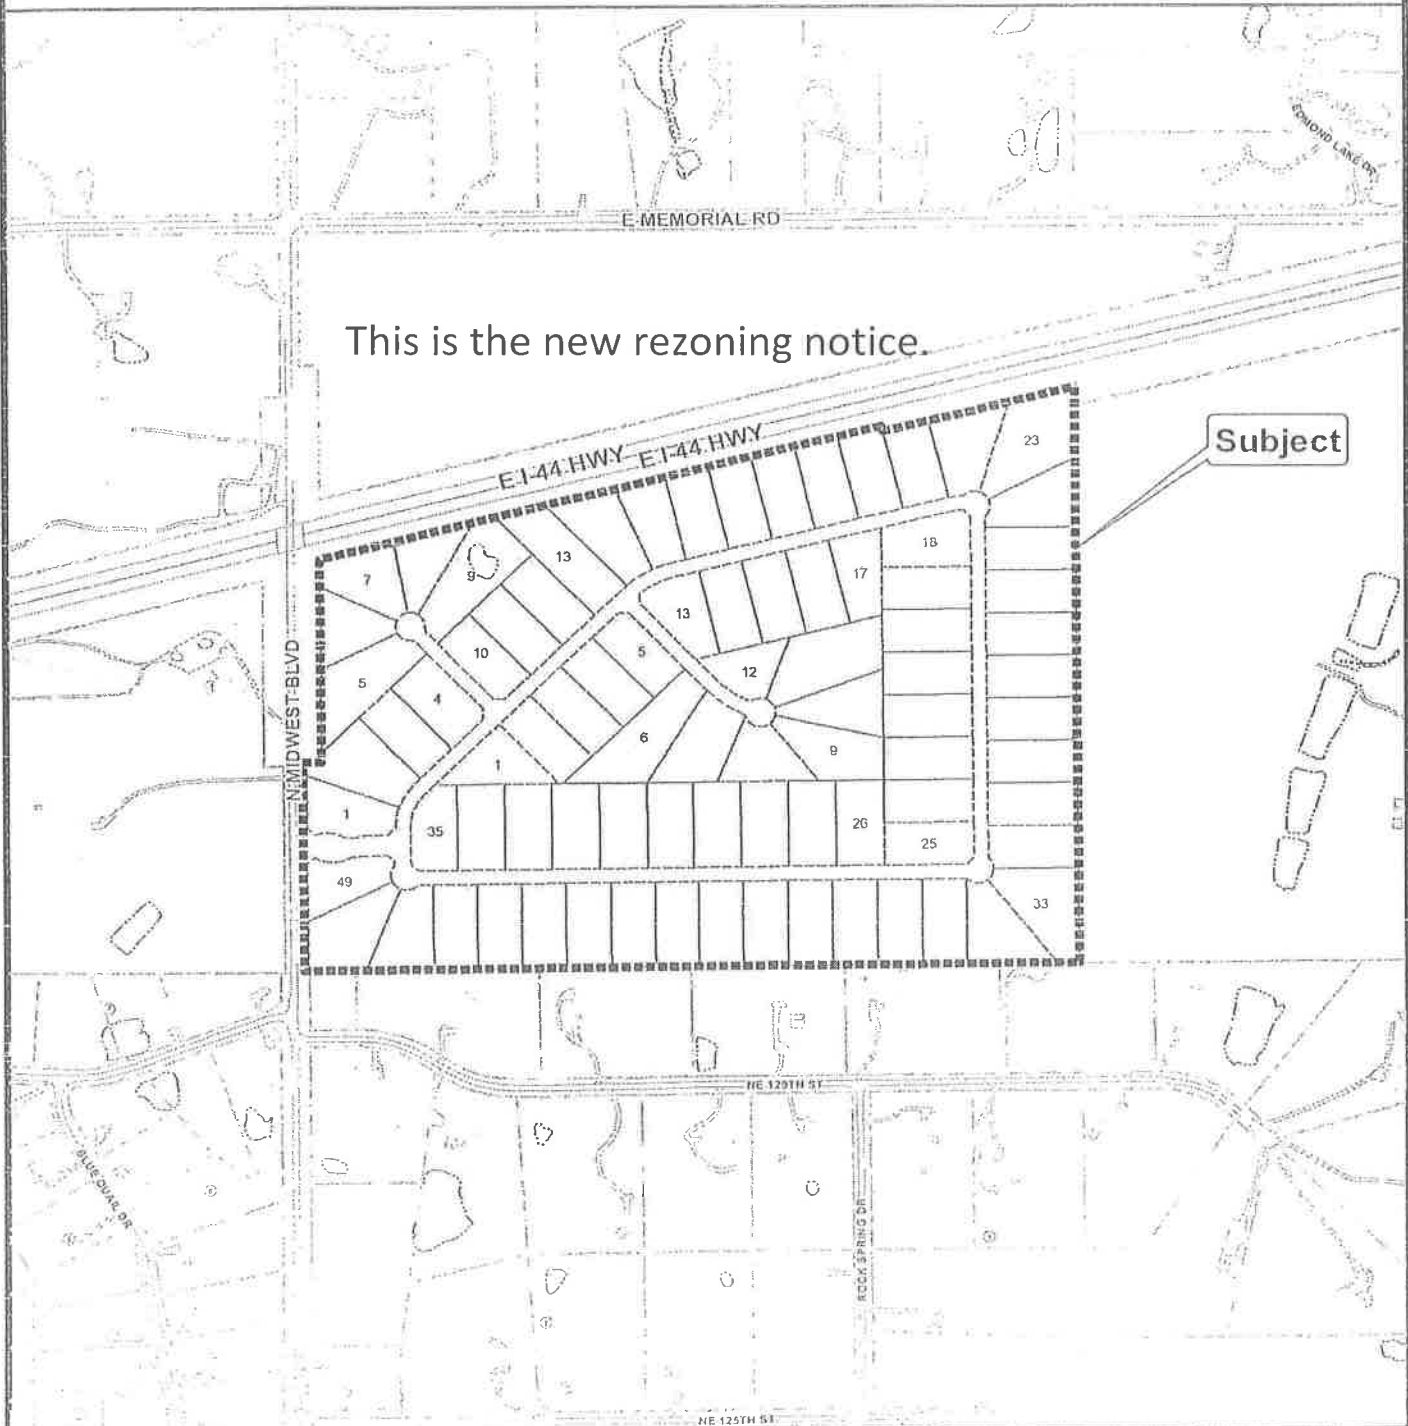 EDMOND LAKE DR
E MEMORIAL RD
This is the new rezoning notice.
Subject
E I-44 HWY E I-44 HWY
23
18
13
7
9
17
13
10
5
12
5
4
6
9
1
N MIDWEST BLVD
1
35
26
25
49
33
NE 129TH ST
BLUE QUAIL DR
ROCK SPRING DR
NE 125TH ST